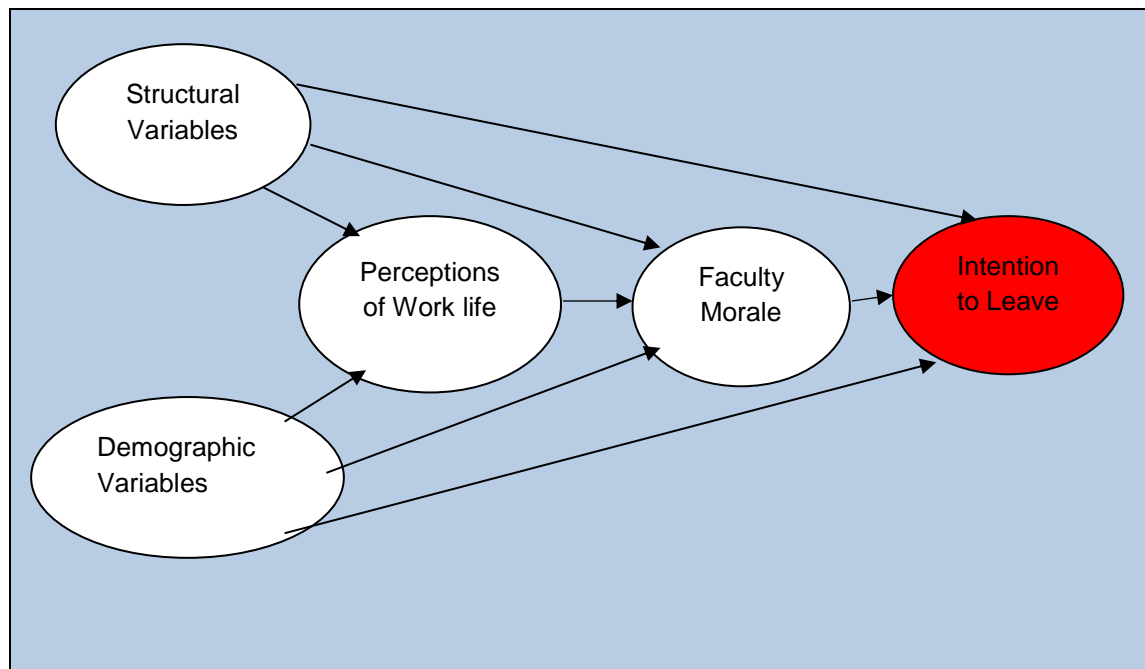 Structural
Variables
Perceptions
of Work life
Faculty
Morale
Intention
to Leave
Demographic
Variables